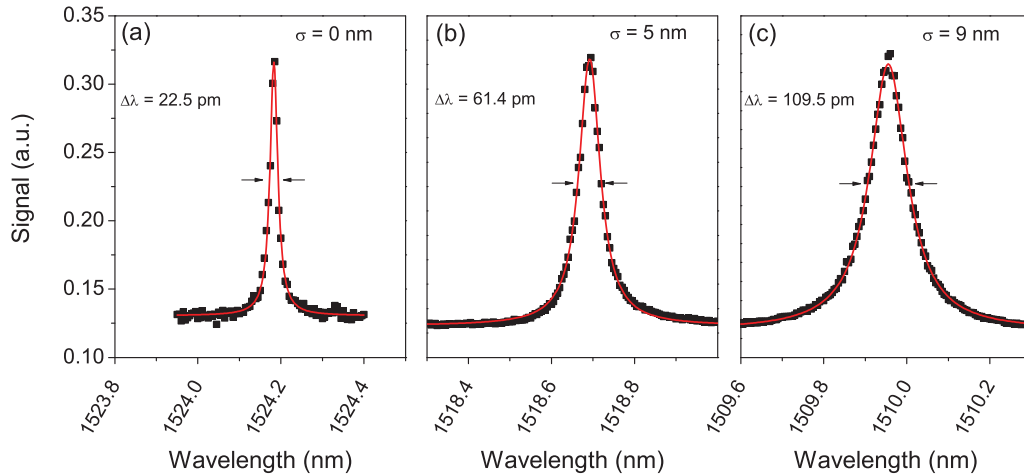 (a)
σ = 0 nm
Δλ = 22.5 pm
(b)
σ = 5 nm
Δλ = 61.4 pm
(c)
σ = 9 nm
Δλ = 109.5 pm
Signal (a.u.)
0.35
0.30
0.25
0.20
0.15
0.10
1523.8
1524.0
1524.2
1524.4
1518.4
1518.6
1518.8
1509.6
1509.8
1510.0
1510.2
Wavelength (nm)
Wavelength (nm)
Wavelength (nm)